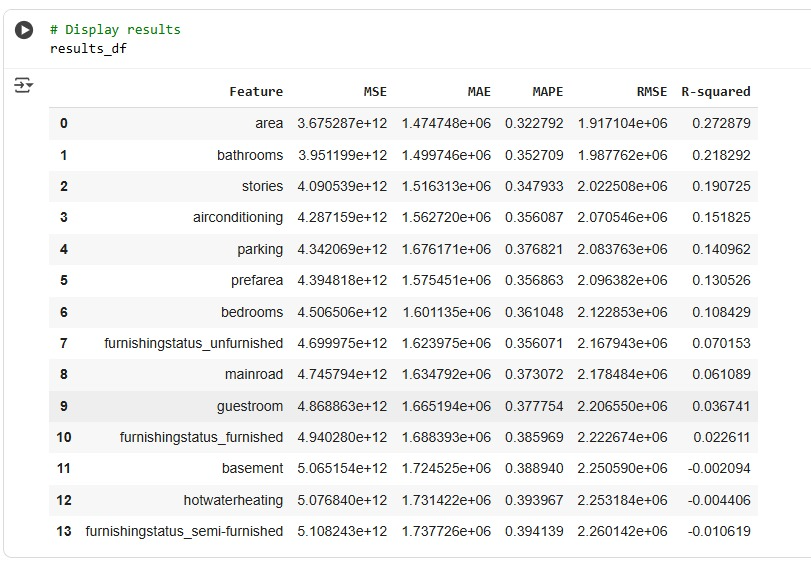 # Display results
results_df
Feature MSE MAE MAPE RMSE R-squared
0 area 3.675287e+12 1.474748e+06 0.322792 1.917104e+06 0.272879
1 bathrooms 3.951199e+12 1.499746e+06 0.352709 1.987762e+06 0.218292
2 stories 4.090539e+12 1.516313e+06 0.347933 2.022508e+06 0.190725
3 airconditioning 4.287159e+12 1.562720e+06 0.356087 2.070546e+06 0.151825
4 parking 4.342069e+12 1.676171e+06 0.376821 2.083763e+06 0.140962
5 prefarea 4.394818e+12 1.575451e+06 0.356863 2.096382e+06 0.130526
6 bedrooms 4.506506e+12 1.601135e+06 0.361048 2.122853e+06 0.108429
7 furnishingstatus_unfurnished 4.699975e+12 1.623975e+06 0.356071 2.167943e+06 0.070153
8 mainroad 4.745794e+12 1.634792e+06 0.373072 2.178484e+06 0.061089
9 guestroom 4.868863e+12 1.665194e+06 0.377754 2.206550e+06 0.036741
10 furnishingstatus_furnished 4.940280e+12 1.688393e+06 0.385969 2.222674e+06 0.022611
11 basement 5.065154e+12 1.724525e+06 0.388940 2.250590e+06 -0.002094
12 hotwaterheating 5.076840e+12 1.731422e+06 0.393967 2.253184e+06 -0.004406
13 furnishingstatus_semi-furnished 5.108243e+12 1.737726e+06 0.394139 2.260142e+06 -0.010619